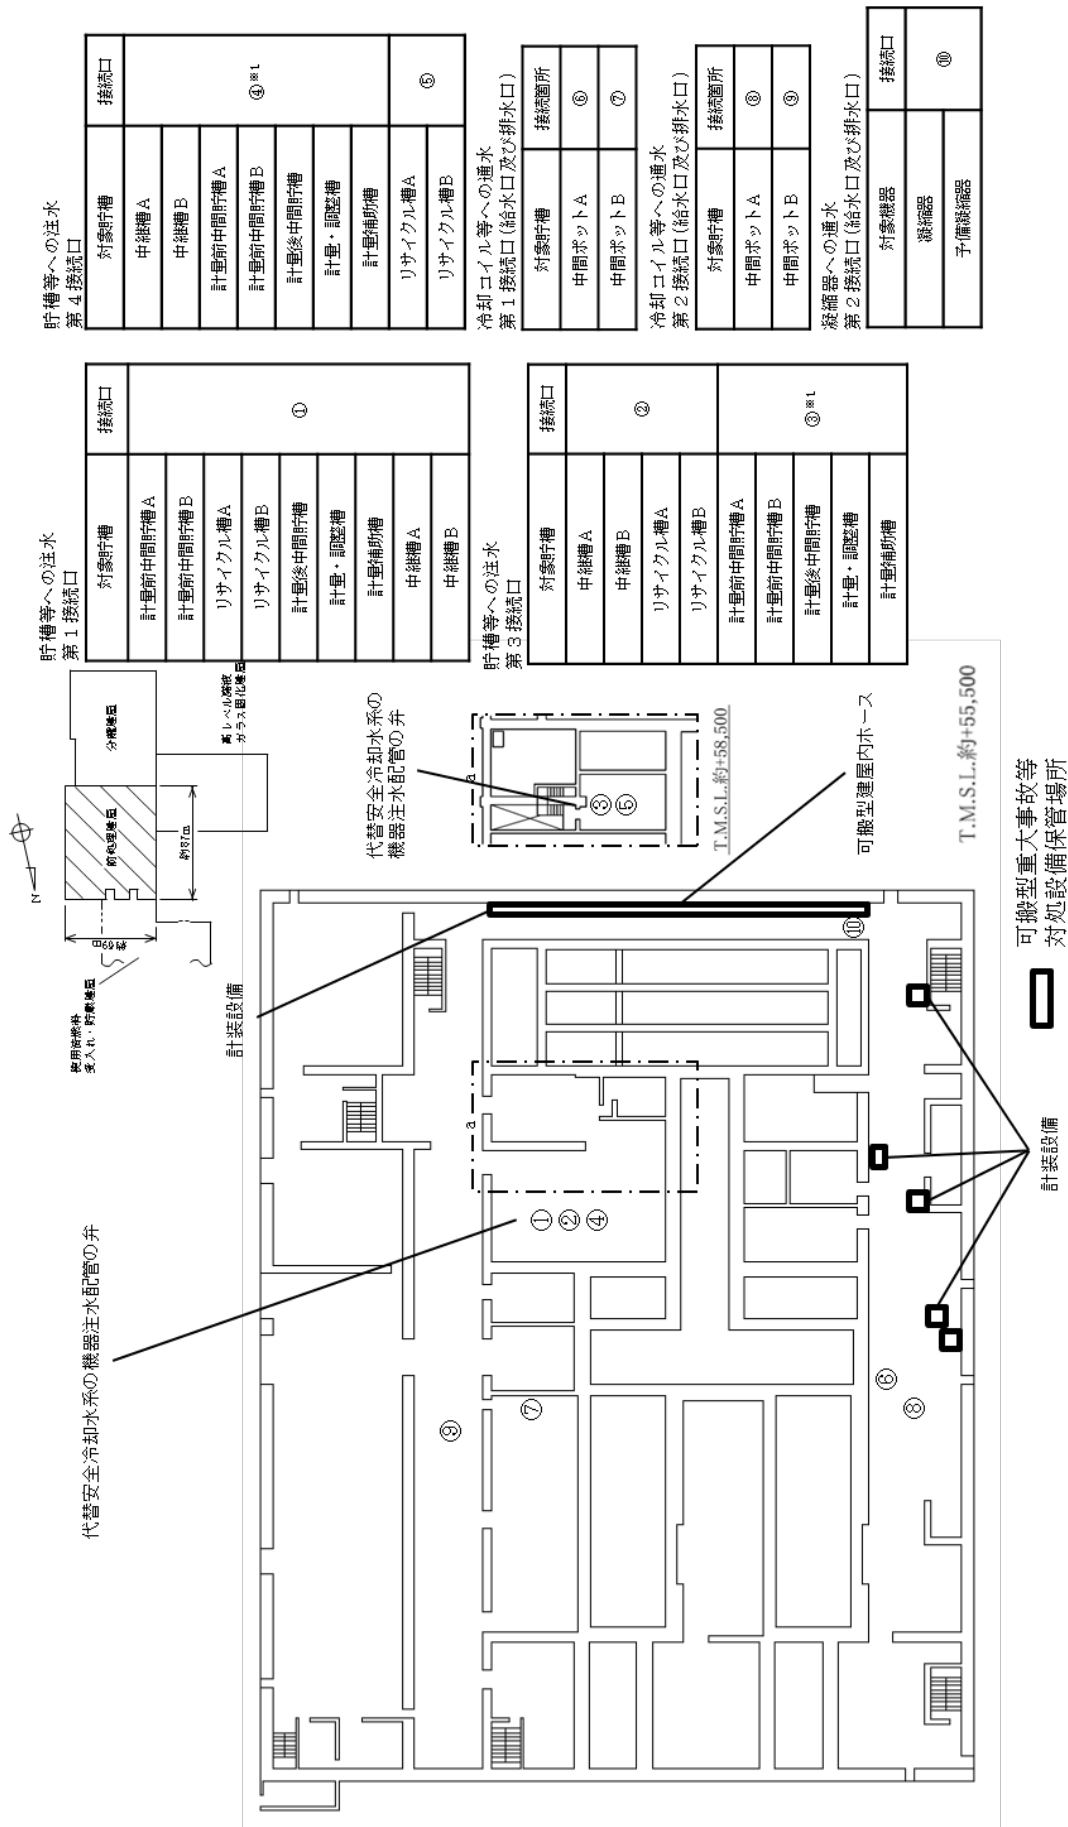 貯槽等への注水
第1接続口
対象貯槽 接続口
計量前中間貯槽A ①
計量前中間貯槽B
リサイクル槽A
リサイクル槽B
計量後中間貯槽
計量・調整槽
計量補助槽
中継槽A
中継槽B
貯槽等への注水
第4接続口
対象貯槽 接続口
中継槽A ④※1
中継槽B
計量前中間貯槽A
計量前中間貯槽B
計量後中間貯槽
計量・調整槽
計量補助槽
リサイクル槽A ⑤
リサイクル槽B
貯槽等への注水
第3接続口
対象貯槽 接続口
中継槽A ②
中継槽B
リサイクル槽A
リサイクル槽B
計量前中間貯槽A ③※1
計量前中間貯槽B
計量後中間貯槽
計量・調整槽
計量補助槽
冷却コイル等への通水
第1接続口(給水口及び排水口)
対象貯槽 接続箇所
中間ポットA ⑥
中間ポットB ⑦
冷却コイル等への通水
第2接続口(給水口及び排水口)
対象貯槽 接続箇所
中間ポットA ⑧
中間ポットB ⑨
凝縮器への通水
第2接続口(給水口及び排水口)
対象機器 接続口
凝縮器 ⑩
予備凝縮器
N
使用済燃料
受入れ・貯蔵建屋
前処理建屋
分離建屋
高レベル廃液
ガラス固化建屋
約87m
約69m
代替安全冷却水系の機器注水配管の弁
計装設備
代替安全冷却水系の
機器注水配管の弁
a
③
⑤
T.M.S.L.約+58,500
可搬型建屋内ホース
a
①
②
④
⑨
⑦
⑥
⑧
⑩
T.M.S.L.約+55,500
計装設備
可搬型重大事故等
対処設備保管場所